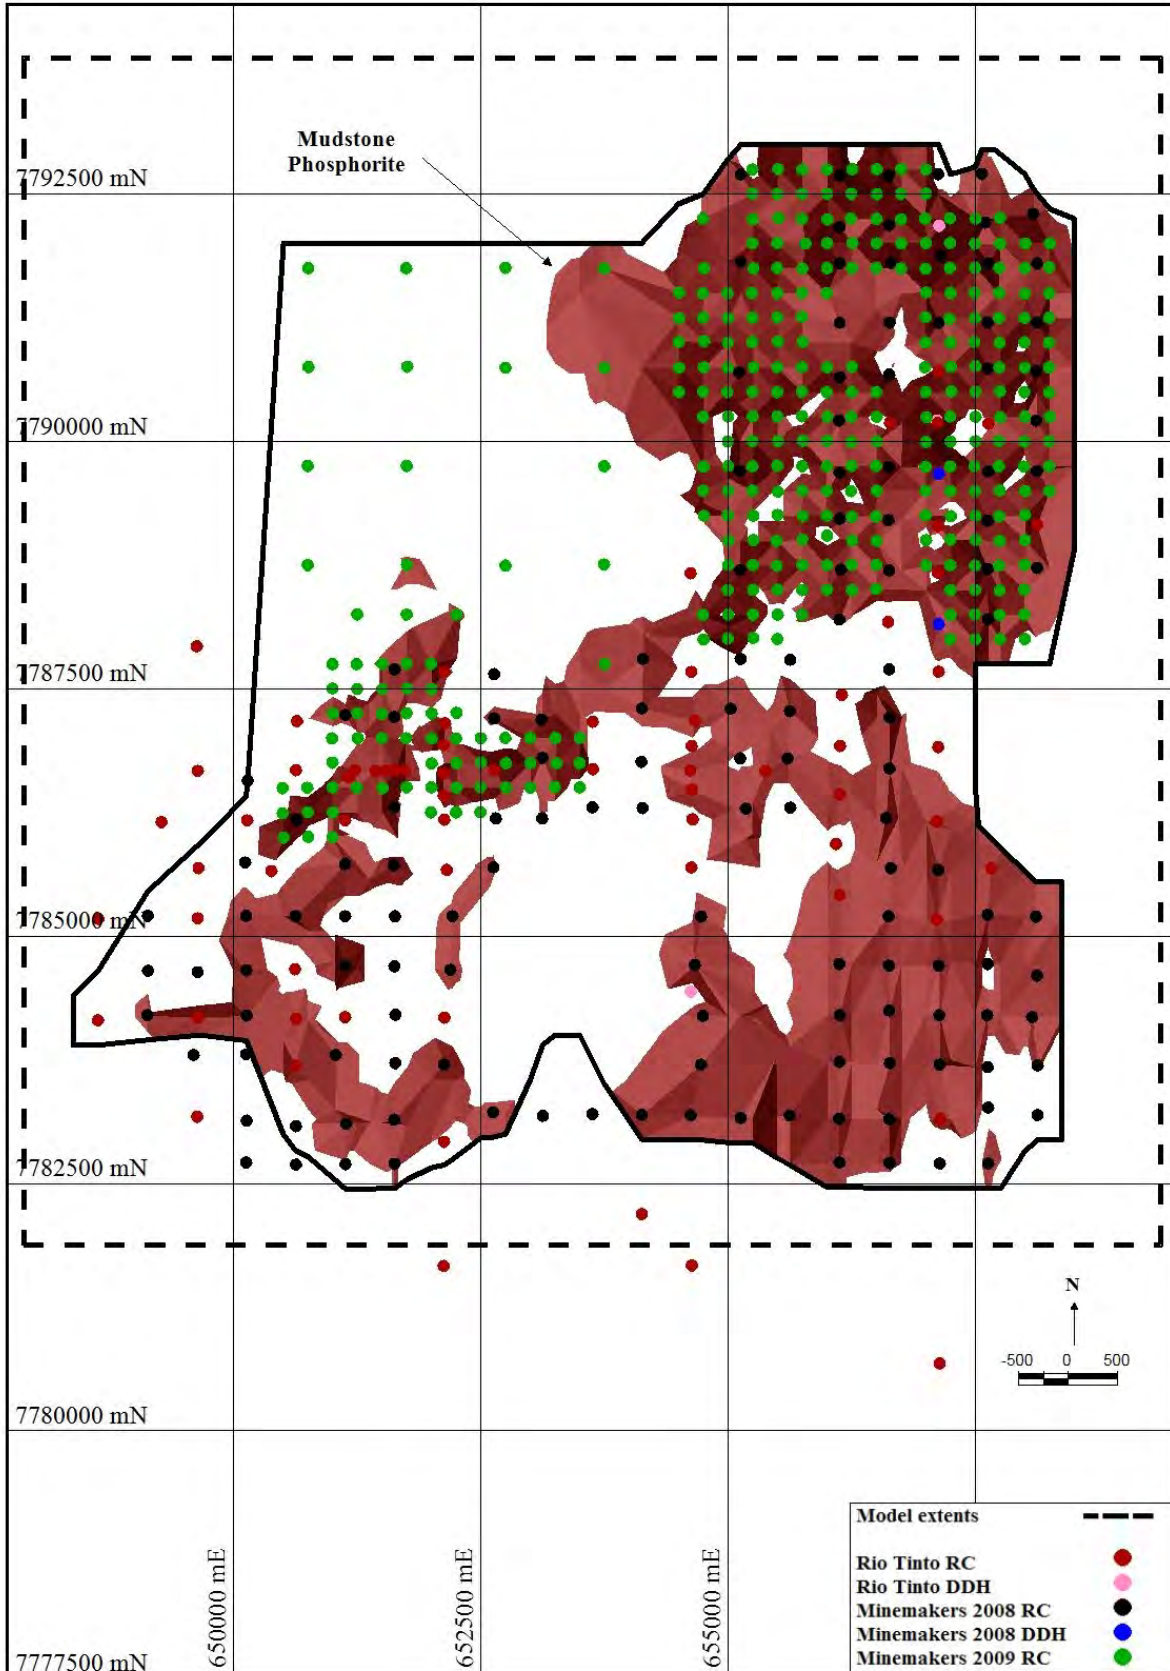 Mudstone
Phosphorite
7792500 mN
7790000 mN
7787500 mN
7785000 mN
7782500 mN
N
-500 0 500
7780000 mN
650000 mE
652500 mE
655000 mE
Model extents
Rio Tinto RC
Rio Tinto DDH
Minemakers 2008 RC
Minemakers 2008 DDH
Minemakers 2009 RC
7777500 mN